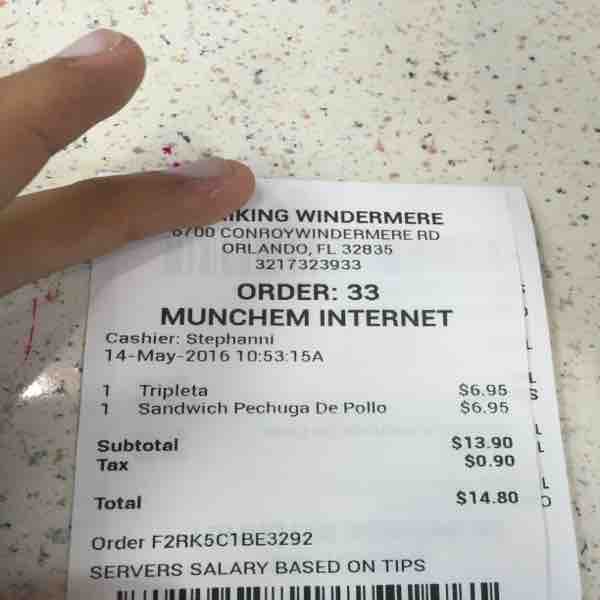 WINDERMERE
6700 CONROYWINDERMERE RD
ORLANDO, FL 32835
3217323933
ORDER: 33
MUNCHEM INTERNET
Cashier: Stephanni
14-May-2016 10:53:15A
1 Tripleta $6.95
1 Sandwich Pechuga De Pollo $6.95
Subtotal $13.90
Tax $0.90
Total $14.80
Order F2RK5C1BE3292
SERVERS SALARY BASED ON TIPS